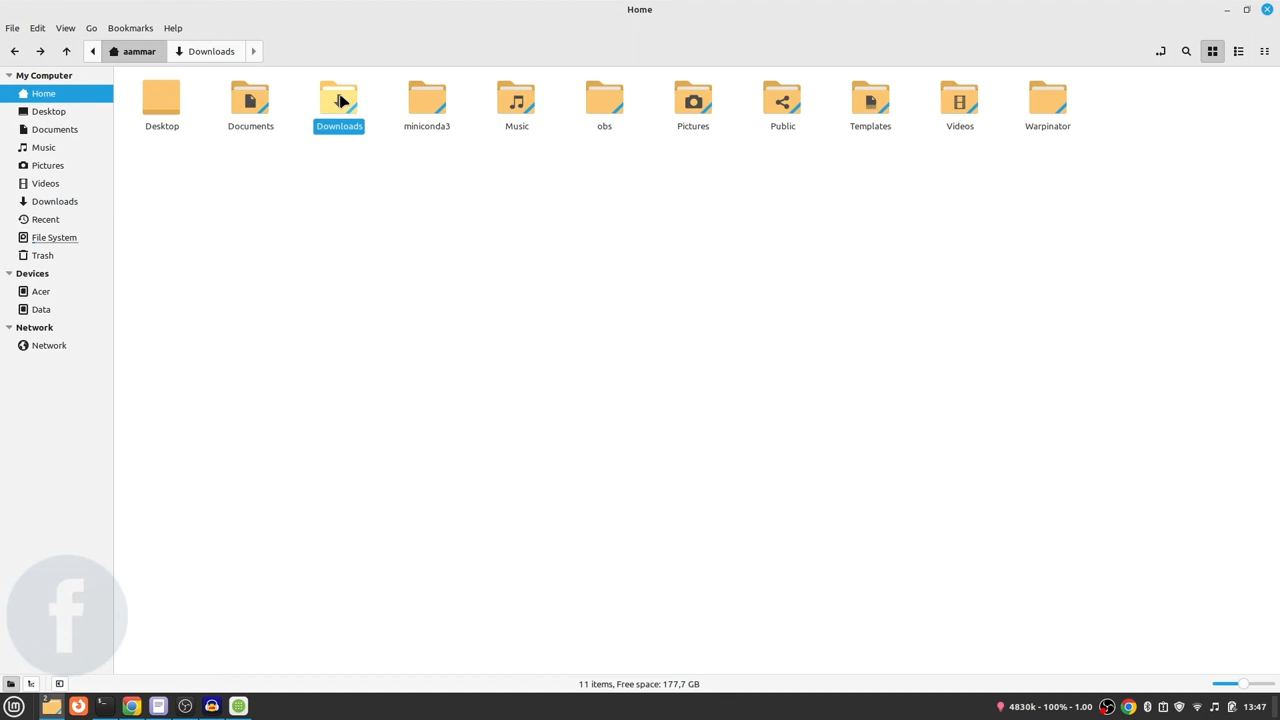 Home
File Edit View Go Bookmarks Help
aammar Downloads
My Computer
Home
Desktop
Documents
Music
Pictures
Videos
Downloads
Recent
File System
Trash
Devices
Acer
Data
Network
Network
Desktop Documents Downloads miniconda3 Music obs Pictures Public Templates Videos Warpinator
f
11 items, Free space: 177,7 GB
2
4830k - 100% - 1.00 13:47